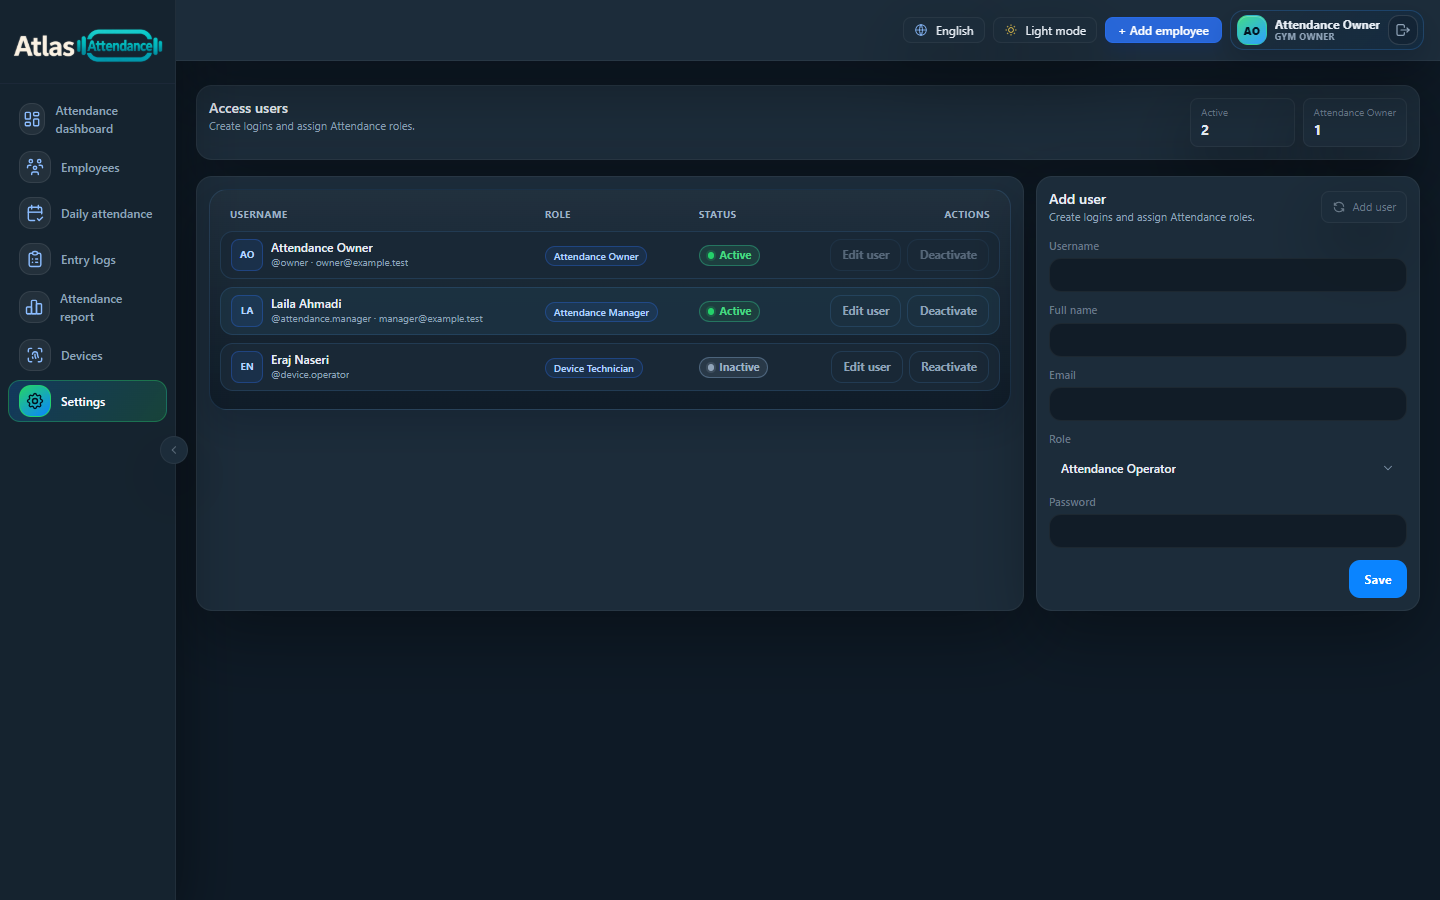 Atlas Attendance
English
Light mode
+ Add employee
AO
Attendance Owner
GYM OWNER
Attendance dashboard
Employees
Daily attendance
Entry logs
Attendance report
Devices
Settings
Access users
Create logins and assign Attendance roles.
Active
2
Attendance Owner
1
USERNAME ROLE STATUS ACTIONS
AO
Attendance Owner
@owner · owner@example.test
Attendance Owner
Active
Edit user
Deactivate
LA
Laila Ahmadi
@attendance.manager · manager@example.test
Attendance Manager
Active
Edit user
Deactivate
EN
Eraj Naseri
@device.operator
Device Technician
Inactive
Edit user
Reactivate
Add user
Create logins and assign Attendance roles.
Add user
Username
Full name
Email
Role
Attendance Operator
Password
Save